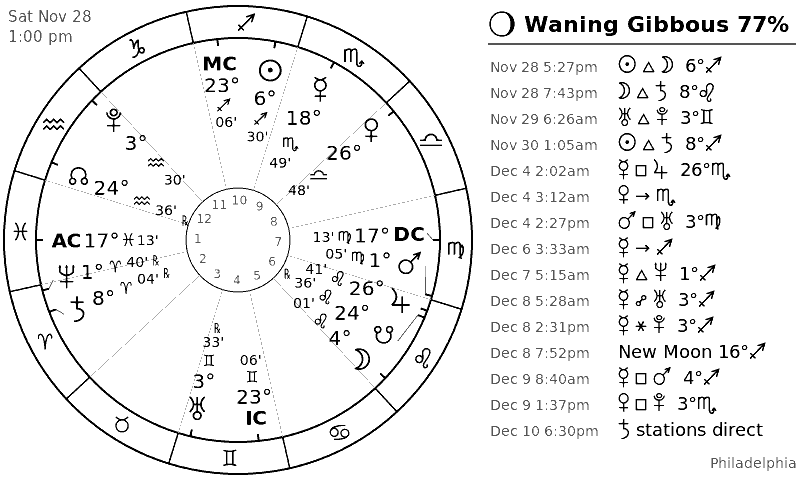 Sat Nov 28
1:00 pm
♑ ♐ ♏
MC 23° ♐ 06'
☉ 6° ♐ 30'
☿ 18° ♏ 49'
♀ 26° ♎ 48'
♒ ♎
♇ 3° ♒ 30'
☊ 24° ♒ 36' ℞
11 10 9
12 8
1 7
2 6
3 4 5
♓ ♍
AC 17° ♓ 13'
13' ♍ 17° DC
♆ 1° ♈ 40' ℞
05' ♍ 1° ♂
♄ 8° ♈ 04' ℞
41' ♌ 26° ♃
℞ 36' ♌ 24° ☋
01' ♌ 4° ☽
♈ ♌
℞ 33' ♊ 3° ♅
06' ♊ 23° IC
♉ ♊ ♋
Waning Gibbous 77%
Nov 28 5:27pm ☉ △ ☽ 6°♐
Nov 28 7:43pm ☽ △ ♄ 8°♌
Nov 29 6:26am ♅ △ ♇ 3°♊
Nov 30 1:05am ☉ △ ♄ 8°♐
Dec 4 2:02am ☿ □ ♃ 26°♏
Dec 4 3:12am ♀ → ♏
Dec 4 2:27pm ♂ □ ♅ 3°♍
Dec 6 3:33am ☿ → ♐
Dec 7 5:15am ☿ △ ♆ 1°♐
Dec 8 5:28am ☿ ☍ ♅ 3°♐
Dec 8 2:31pm ☿ ⚹ ♇ 3°♐
Dec 8 7:52pm New Moon 16°♐
Dec 9 8:40am ☿ □ ♂ 4°♐
Dec 9 1:37pm ♀ □ ♇ 3°♏
Dec 10 6:30pm ♄ stations direct
Philadelphia